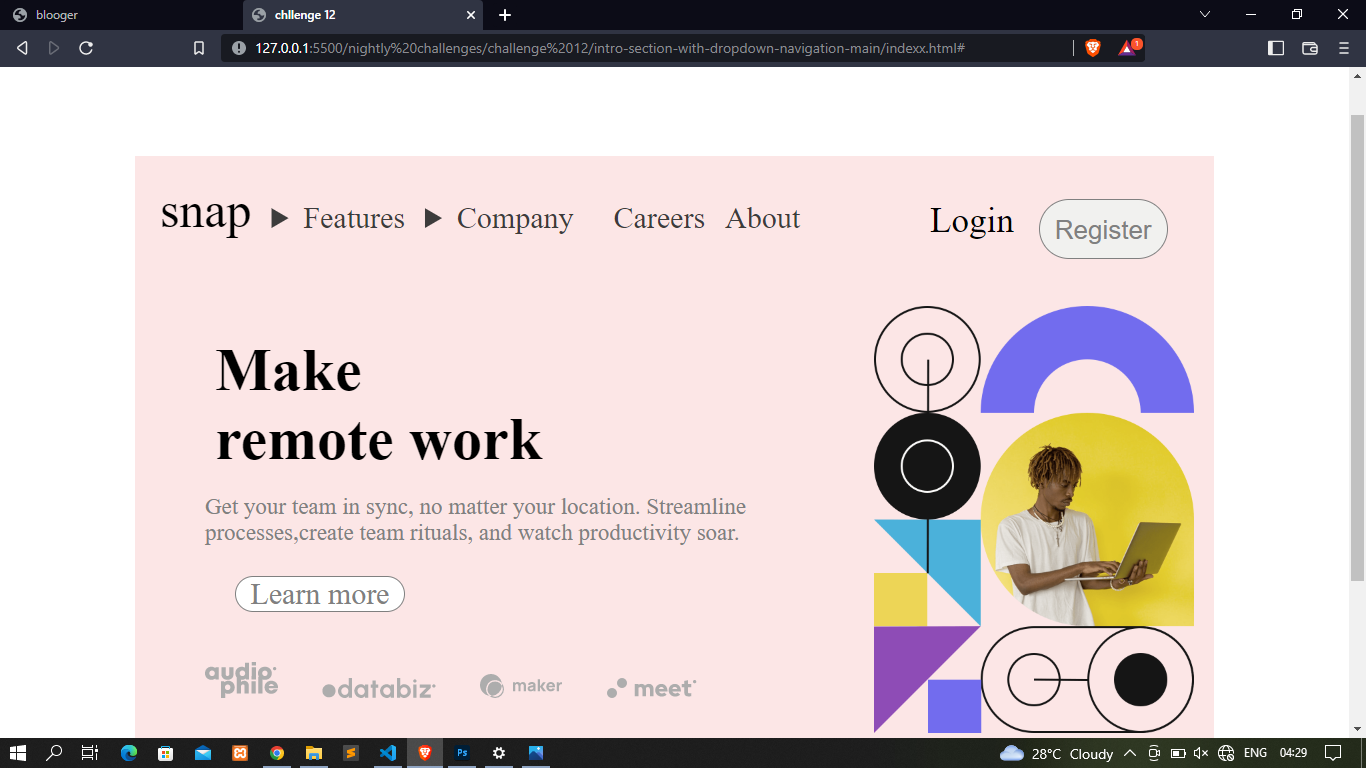 blooger
chllenge 12
127.0.0.1:5500/nightly%20challenges/challenge%2012/intro-section-with-dropdown-navigation-main/indexx.html#
1
snap Features Company Careers About Login Register
Make
remote work
Get your team in sync, no matter your location. Streamline
processes,create team rituals, and watch productivity soar.
Learn more
audio
phile
databiz
maker
meet
Ps
28°C Cloudy ENG 04:29